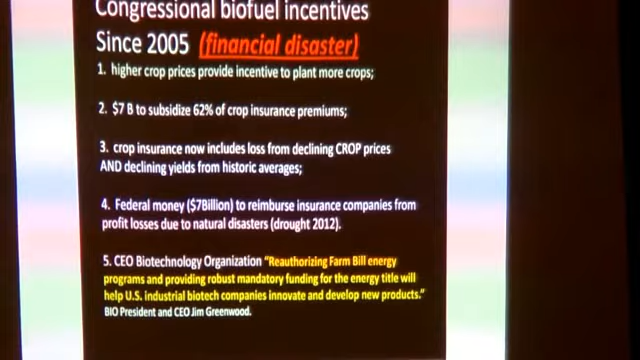 Congressional biofuel incentives
Since 2005 (financial disaster)
1. higher crop prices provide incentive to plant more crops;
2. $7 B to subsidize 62% of crop insurance premiums;
3. crop insurance now includes loss from declining CROP prices
AND declining yields from historic averages;
4. Federal money ($7Billion) to reimburse insurance companies from
profit losses due to natural disasters (drought 2012).
5. CEO Biotechnology Organization "Reauthorizing Farm Bill energy
programs and providing robust mandatory funding for the energy title will
help U.S. industrial biotech companies innovate and develop new products."
BIO President and CEO Jim Greenwood.